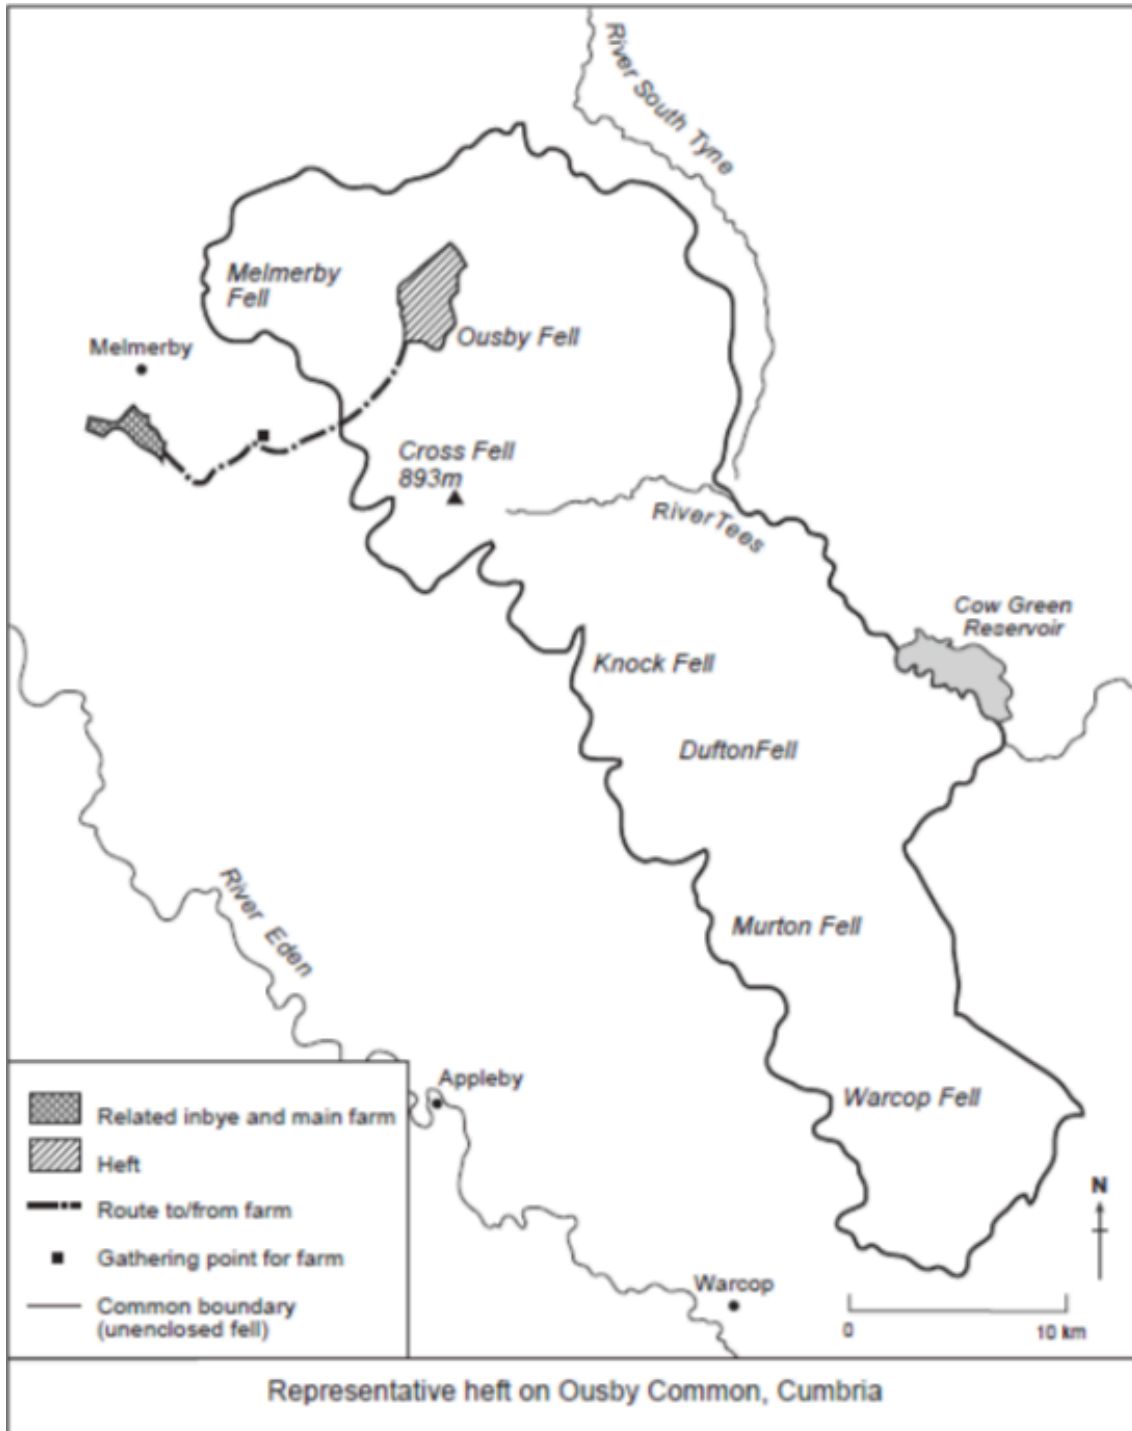 River South Tyne
Melmerby
Fell
Ousby Fell
Melmerby
Cross Fell
893m
RiverTees
Cow Green
Reservoir
Knock Fell
DuftonFell
River Eden
Murton Fell
Appleby
Warcop Fell
Warcop
N
0 10 km
Related inbye and main farm
Heft
Route to/from farm
Gathering point for farm
Common boundary
(unenclosed fell)
Representative heft on Ousby Common, Cumbria